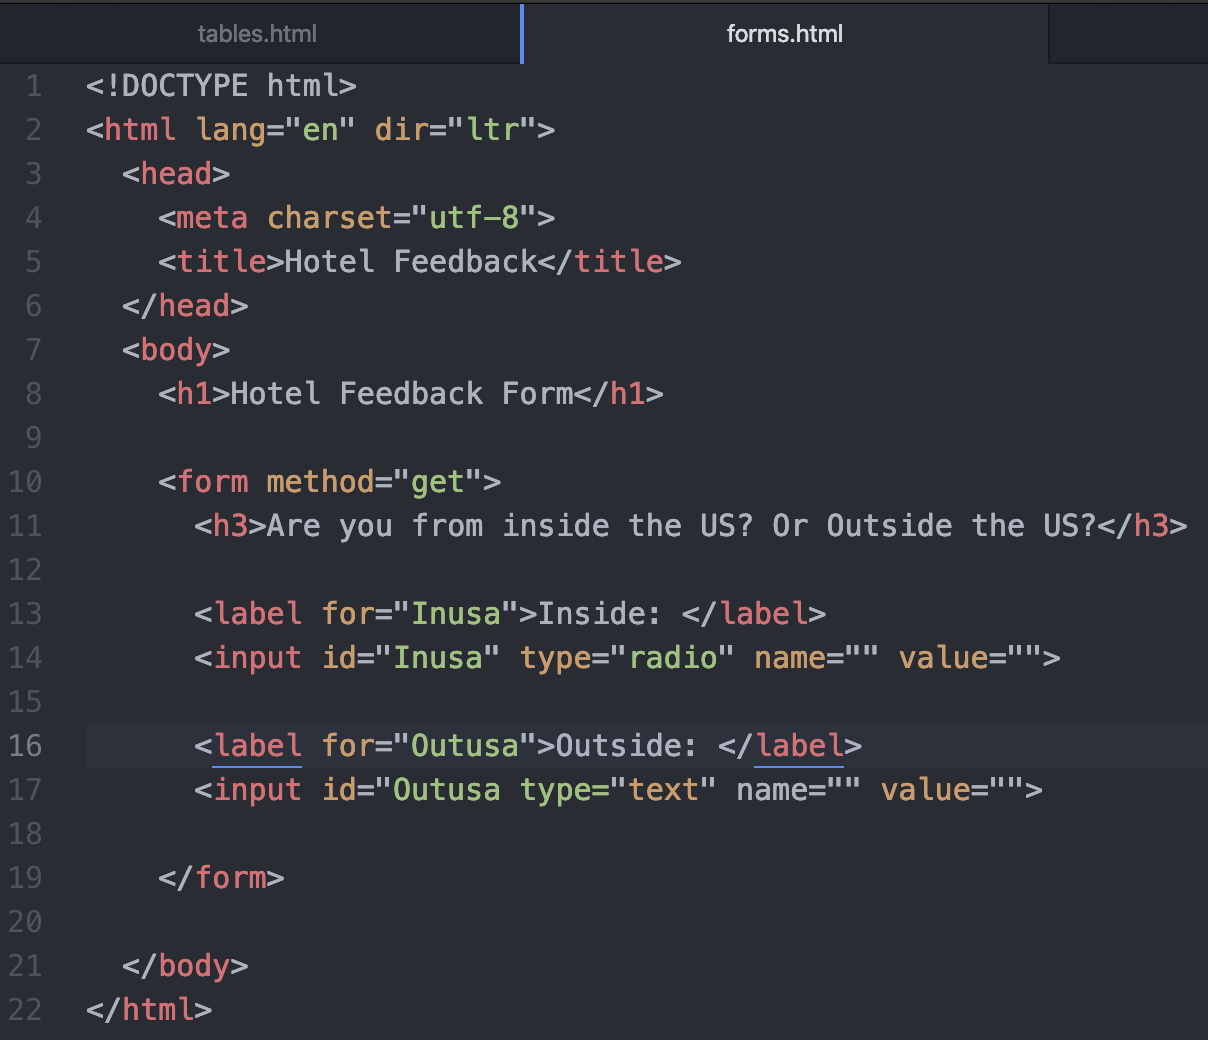 tables.html
forms.html
1 <!DOCTYPE html>
2 <html lang="en" dir="ltr">
3   <head>
4     <meta charset="utf-8">
5     <title>Hotel Feedback</title>
6   </head>
7   <body>
8     <h1>Hotel Feedback Form</h1>
9
10     <form method="get">
11       <h3>Are you from inside the US? Or Outside the US?</h3>
12
13       <label for="Inusa">Inside: </label>
14       <input id="Inusa" type="radio" name="" value="">
15
16       <label for="Outusa">Outside: </label>
17       <input id="Outusa type="text" name="" value="">
18
19     </form>
20
21   </body>
22 </html>